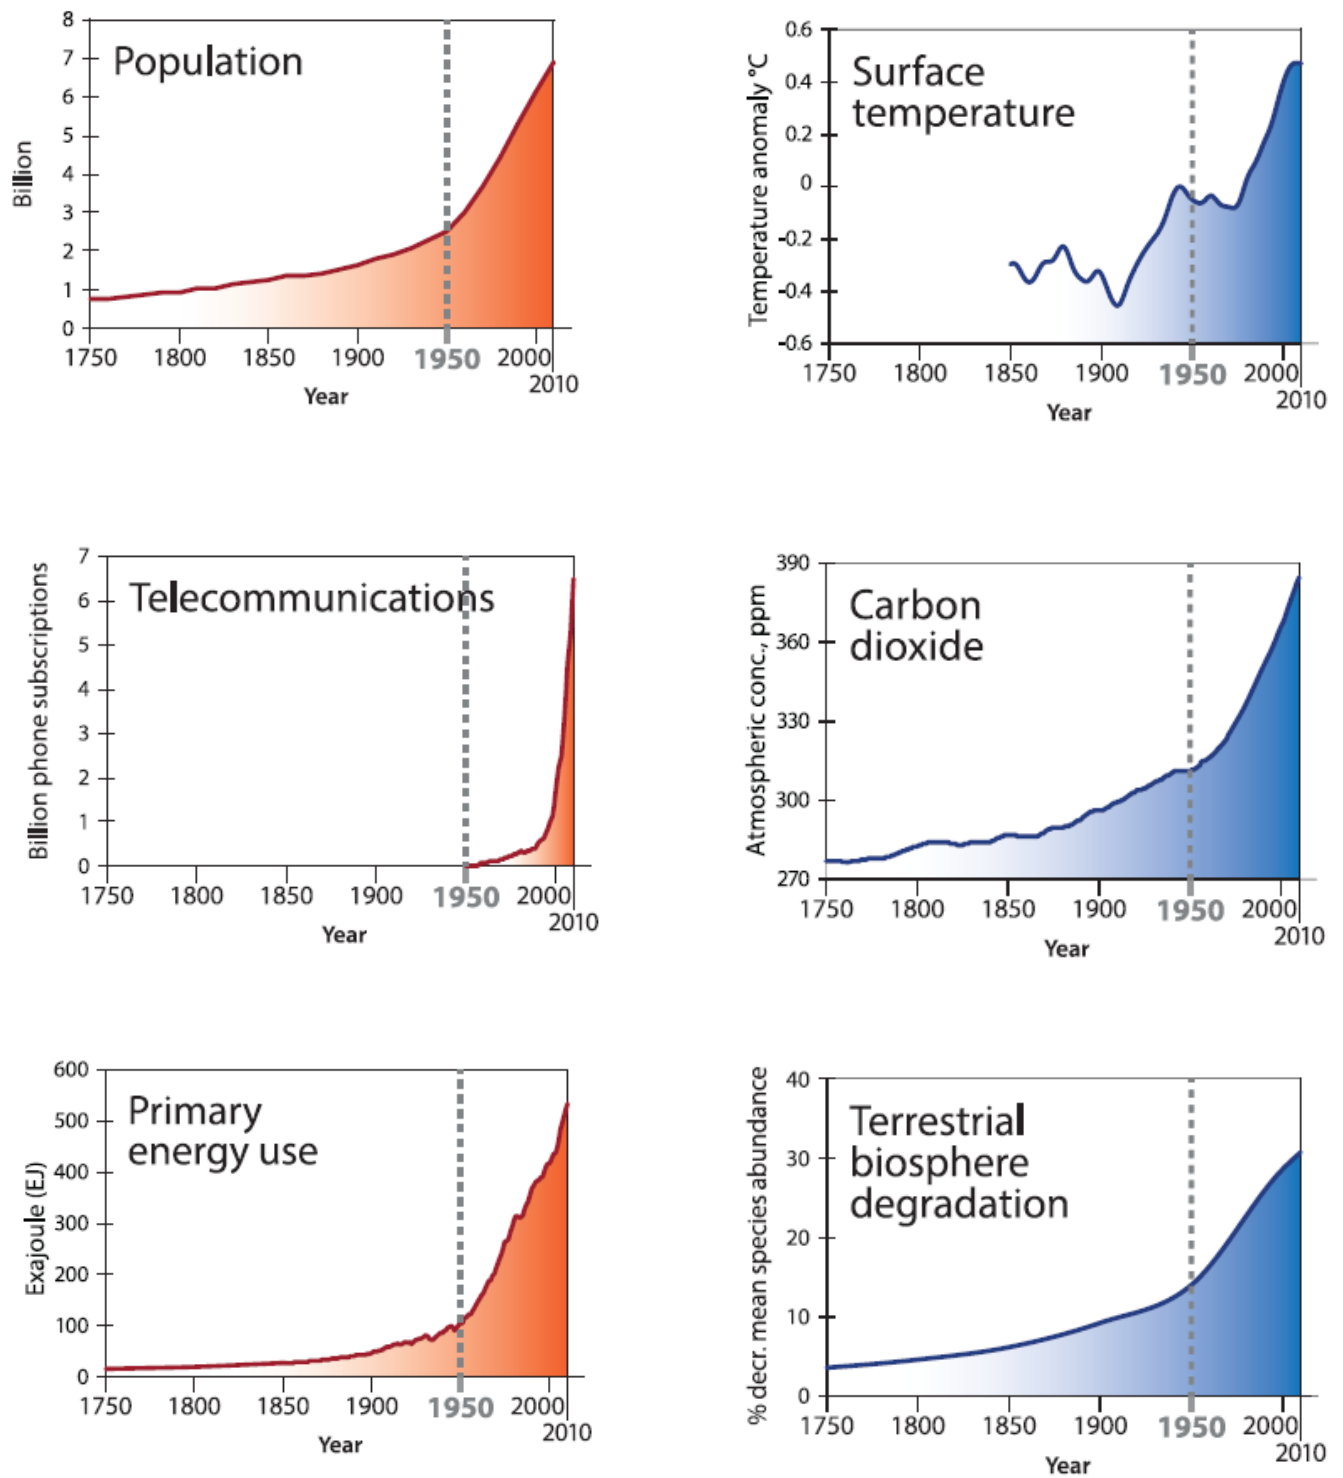 8
7
6
5
4
3
2
1
0
Billion
Population
1750 1800 1850 1900 1950 2000
2010
Year
0.6
0.4
0.2
0
-0.2
-0.4
-0.6
Temperature anomaly °C
Surface
temperature
1750 1800 1850 1900 1950 2000
2010
Year
7
6
5
4
3
2
1
0
Billion phone subscriptions
Telecommunications
1750 1800 1850 1900 1950 2000
2010
Year
390
360
330
300
270
Atmospheric conc., ppm
Carbon
dioxide
1750 1800 1850 1900 1950 2000
2010
Year
600
500
400
300
200
100
0
Exajoule (EJ)
Primary
energy use
1750 1800 1850 1900 1950 2000
2010
Year
40
30
20
10
0
% decr. mean species abundance
Terrestrial
biosphere
degradation
1750 1800 1850 1900 1950 2000
2010
Year